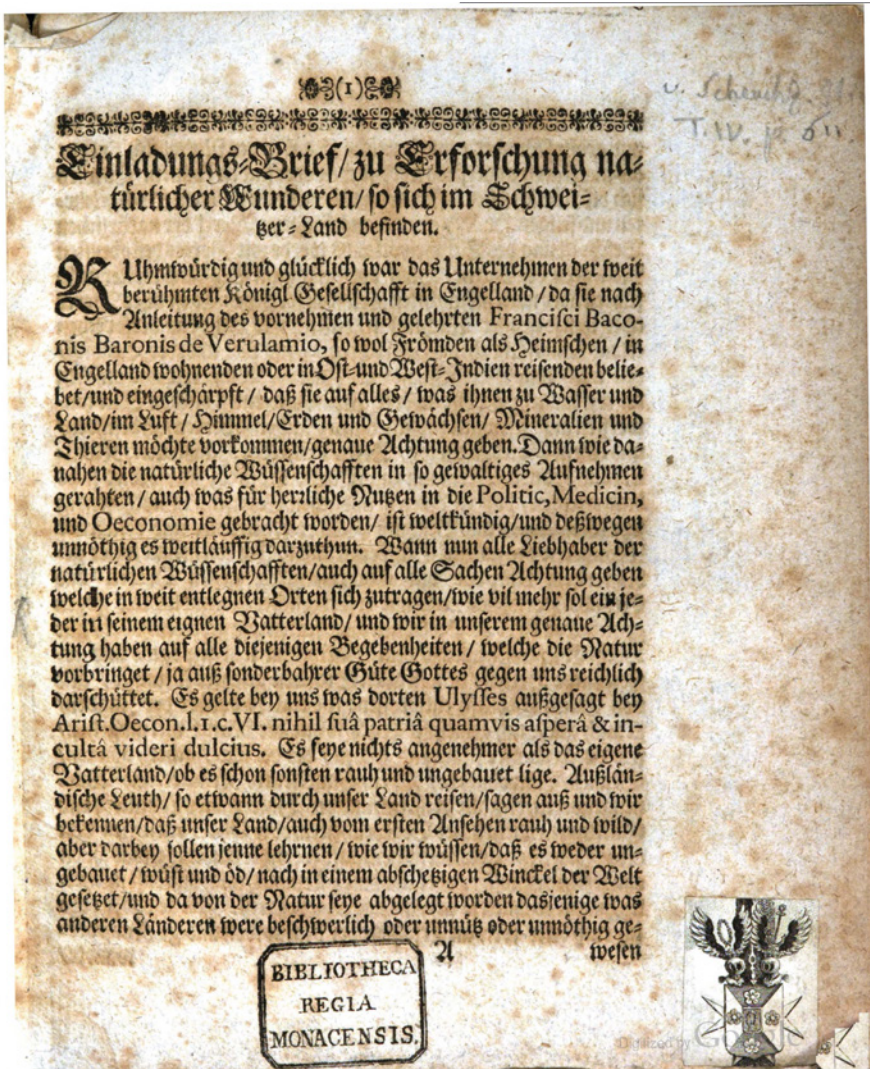 (1)
Einladungs-Brief/ zu Erforschung na-
türlicher Wunderen/ so sich im Schwei-
tzer-Land befinden.
RUhmwürdig und glücklich war das Unternehmen der weit
berühmten Königl Gesellschafft in Engelland / da sie nach
Anleitung des vornehmen und gelehrten Francisci Baco-
nis Baronis de Verulamio, so wol Frömden als Heimschen / in
Engelland wohnenden oder in Ost-und West-Indien reisenden belie-
bet/und eingeschärpft / daß sie auf alles / was ihnen zu Wasser und
Land/im Luft / Himmel/Erden und Gewächsen/ Mineralien und
Thieren möchte vorkommen/genaue Achtung geben. Dann wie da-
nahen die natürliche Wüssenschafften in so gewaltiges Aufnehmen
gerahten / auch was für herrliche Nutzen in die Politic, Medicin,
und Oeconomie gebracht worden/ ist weltkündig/und deßwegen
unnöthig es weitläuffig darzuthun. Wann nun alle Liebhaber der
natürlichen Wüssenschafften/auch auf alle Sachen Achtung geben
welche in weit entlegnen Orten sich zutragen/wie vil mehr sol ein je-
der in seinem eignen Vatterland/ und wir in unserem genaue Ach-
tung haben auf alle diejenigen Begebenheiten / welche die Natur
vorbringet / ja auß sonderbahrer Güte Gottes gegen uns reichlich
darschüttet. Es gelte bey uns was dorten Ulysses außgesagt bey
Arist. Oecon. l. 1. c. VI. nihil suâ patriâ quamvis asperâ & in-
cultâ videri dulcius. Es seye nichts angenehmer als das eigene
Vatterland/ob es schon sonsten rauh und ungebauet lige. Außlän-
dische Leuth/ so etwann durch unser Land reisen/sagen auß und wir
bekennen/daß unser Land/auch vom ersten Ansehen rauh und wild/
aber darbey sollen jenne lehrnen / wie wir wüssen/daß es weder un-
gebauet / wüst und öd/ nach in einem abschetzigen Winckel der Welt
gesetzet/und da von der Natur seye abgelegt worden dasjenige was
anderen Länderen were beschwerlich oder unnütz oder unnöthig ge-
A wesen
BIBLIOTHECA
REGIA
MONACENSIS.
Digitized by Google